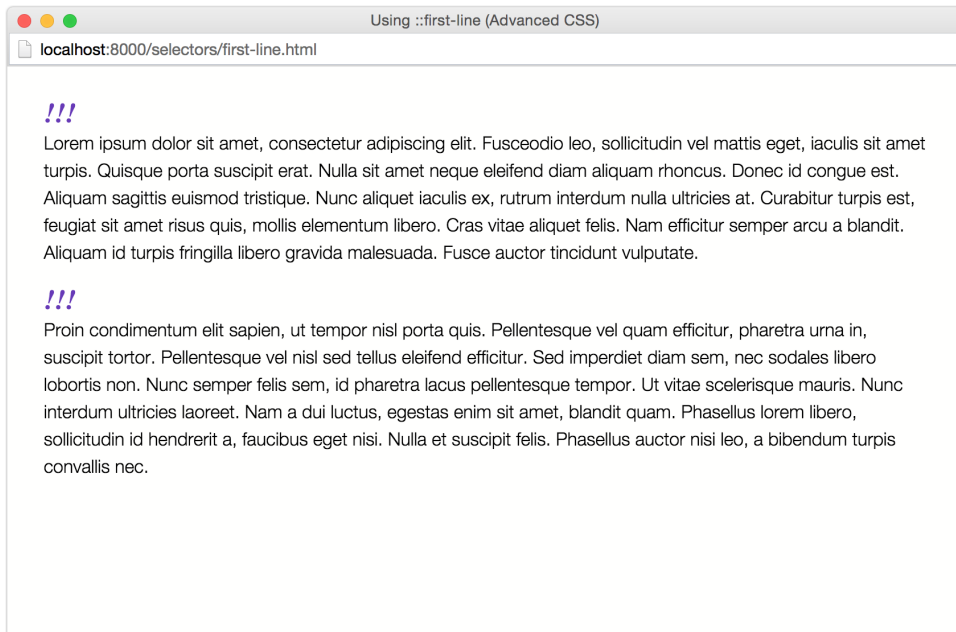 Using ::first-line (Advanced CSS)
localhost:8000/selectors/first-line.html
!!!
Lorem ipsum dolor sit amet, consectetur adipiscing elit. Fusceodio leo, sollicitudin vel mattis eget, iaculis sit amet
turpis. Quisque porta suscipit erat. Nulla sit amet neque eleifend diam aliquam rhoncus. Donec id congue est.
Aliquam sagittis euismod tristique. Nunc aliquet iaculis ex, rutrum interdum nulla ultricies at. Curabitur turpis est,
feugiat sit amet risus quis, mollis elementum libero. Cras vitae aliquet felis. Nam efficitur semper arcu a blandit.
Aliquam id turpis fringilla libero gravida malesuada. Fusce auctor tincidunt vulputate.
!!!
Proin condimentum elit sapien, ut tempor nisl porta quis. Pellentesque vel quam efficitur, pharetra urna in,
suscipit tortor. Pellentesque vel nisl sed tellus eleifend efficitur. Sed imperdiet diam sem, nec sodales libero
lobortis non. Nunc semper felis sem, id pharetra lacus pellentesque tempor. Ut vitae scelerisque mauris. Nunc
interdum ultricies laoreet. Nam a dui luctus, egestas enim sit amet, blandit quam. Phasellus lorem libero,
sollicitudin id hendrerit a, faucibus eget nisi. Nulla et suscipit felis. Phasellus auctor nisi leo, a bibendum turpis
convallis nec.